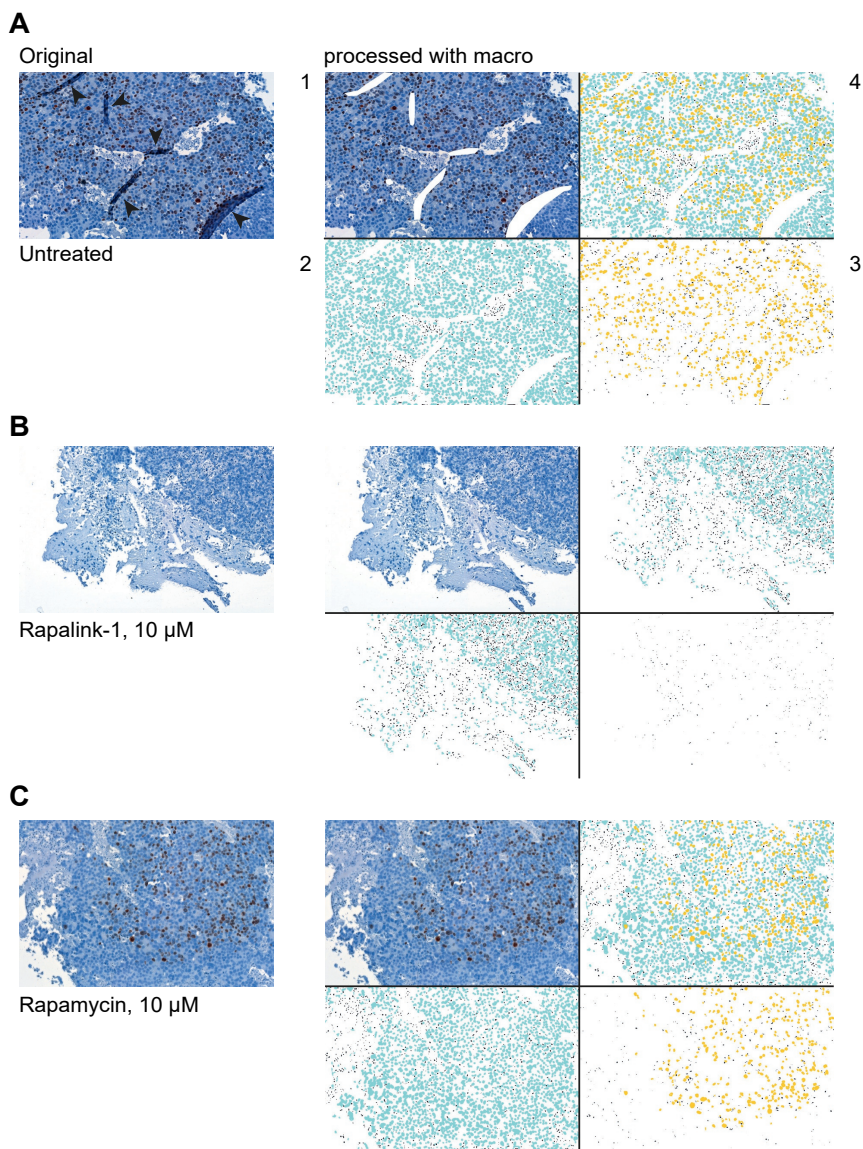 A
Original
processed with macro
1
4
Untreated
2
3
B
Rapalink-1, 10 µM
C
Rapamycin, 10 µM